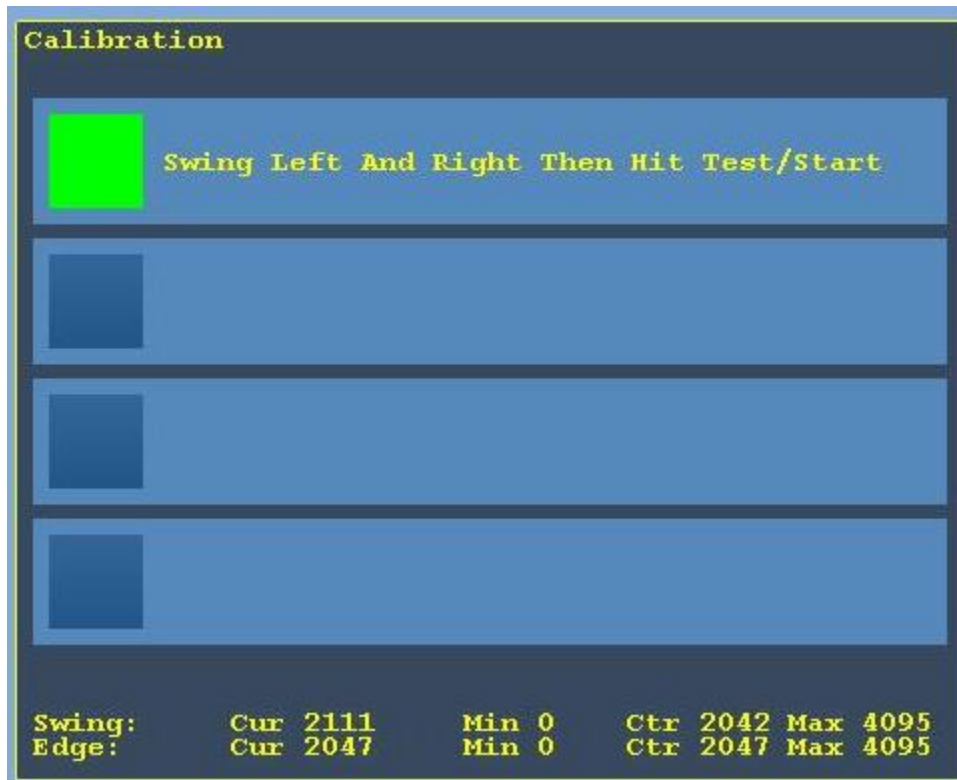 Calibration
Swing Left And Right Then Hit Test/Start
Swing: Cur 2111 Min 0 Ctr 2042 Max 4095
Edge: Cur 2047 Min 0 Ctr 2047 Max 4095